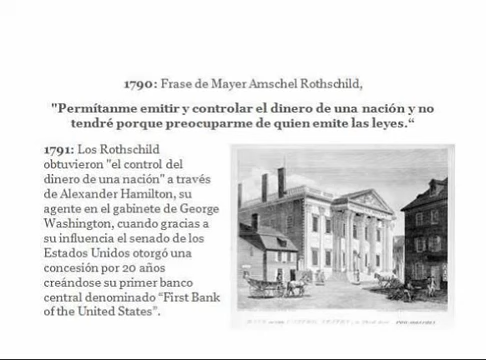 1790: Frase de Mayer Amschel Rothschild,
"Permítanme emitir y controlar el dinero de una nación y no
tendré porque preocuparme de quien emite las leyes.“
1791: Los Rothschild
obtuvieron "el control del
dinero de una nación" a través
de Alexander Hamilton, su
agente en el gabinete de George
Washington, cuando gracias a
su influencia el senado de los
Estados Unidos otorgó una
concesión por 20 años
creándose su primer banco
central denominado “First Bank
of the United States”.